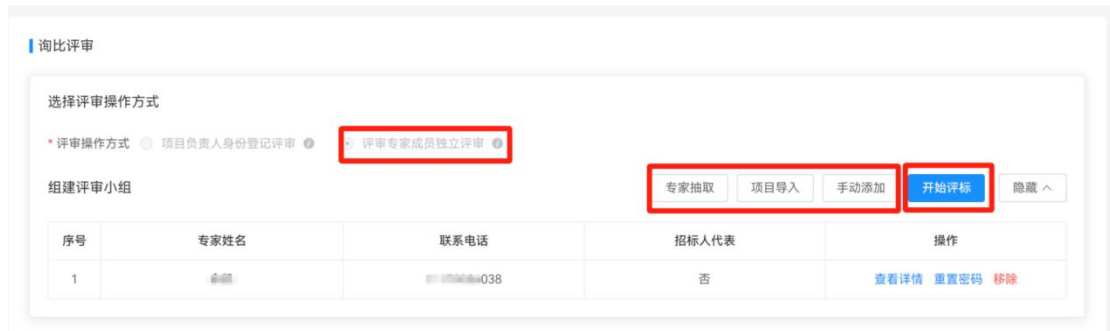 询比评审
选择评审操作方式
* 评审操作方式 项目负责人身份登记评审 评审专家成员独立评审
组建评审小组 专家抽取 项目导入 手动添加 开始评标 隐藏
序号 专家姓名 联系电话 招标人代表 操作
1 038 否 查看详情 重置密码 移除